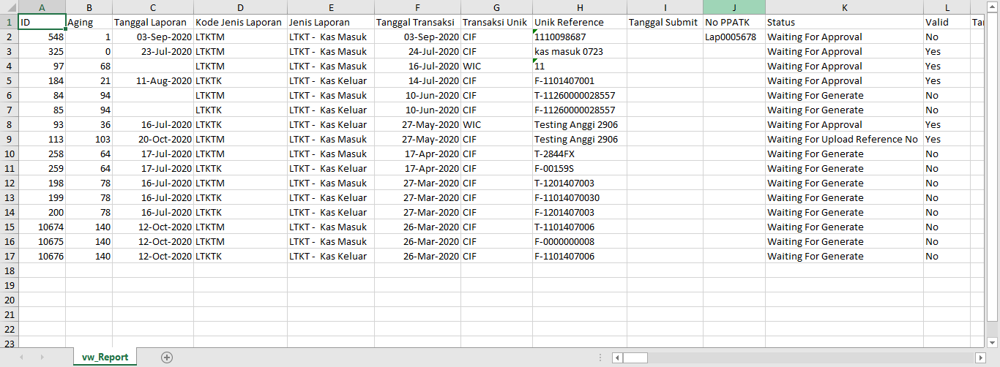 A B C D E F G H I J K L
1 ID Aging Tanggal Laporan Kode Jenis Laporan Jenis Laporan Tanggal Transaksi Transaksi Unik Unik Reference Tanggal Submit No PPATK Status Valid Tan
2 548 1 03-Sep-2020 LTKTM LTKT - Kas Masuk 03-Sep-2020 CIF 1110098687 Lap0005678 Waiting For Approval No
3 325 0 23-Jul-2020 LTKTM LTKT - Kas Masuk 24-Jul-2020 CIF kas masuk 0723 Waiting For Approval Yes
4 97 68 LTKTM LTKT - Kas Masuk 16-Jul-2020 WIC 11 Waiting For Approval Yes
5 184 21 11-Aug-2020 LTKTK LTKT - Kas Keluar 14-Jul-2020 CIF F-1101407001 Waiting For Approval Yes
6 84 94 LTKTM LTKT - Kas Masuk 10-Jun-2020 CIF T-11260000028557 Waiting For Generate No
7 85 94 LTKTK LTKT - Kas Keluar 10-Jun-2020 CIF F-11260000028557 Waiting For Generate No
8 93 36 16-Jul-2020 LTKTK LTKT - Kas Keluar 27-May-2020 WIC Testing Anggi 2906 Waiting For Approval Yes
9 113 103 20-Oct-2020 LTKTM LTKT - Kas Masuk 27-May-2020 CIF Testing Anggi 2906 Waiting For Upload Reference No Yes
10 258 64 17-Jul-2020 LTKTM LTKT - Kas Masuk 17-Apr-2020 CIF T-2844FX Waiting For Generate No
11 259 64 17-Jul-2020 LTKTK LTKT - Kas Keluar 17-Apr-2020 CIF F-00159S Waiting For Generate No
12 198 78 16-Jul-2020 LTKTM LTKT - Kas Masuk 27-Mar-2020 CIF T-1201407003 Waiting For Generate No
13 199 78 16-Jul-2020 LTKTK LTKT - Kas Keluar 27-Mar-2020 CIF F-11014070030 Waiting For Generate No
14 200 78 16-Jul-2020 LTKTK LTKT - Kas Keluar 27-Mar-2020 CIF F-1201407003 Waiting For Generate No
15 10674 140 12-Oct-2020 LTKTM LTKT - Kas Masuk 26-Mar-2020 CIF T-1101407006 Waiting For Generate No
16 10675 140 12-Oct-2020 LTKTM LTKT - Kas Masuk 26-Mar-2020 CIF F-0000000008 Waiting For Generate No
17 10676 140 12-Oct-2020 LTKTK LTKT - Kas Keluar 26-Mar-2020 CIF F-1101407006 Waiting For Generate No
18
19
20
21
22
23
vw_Report